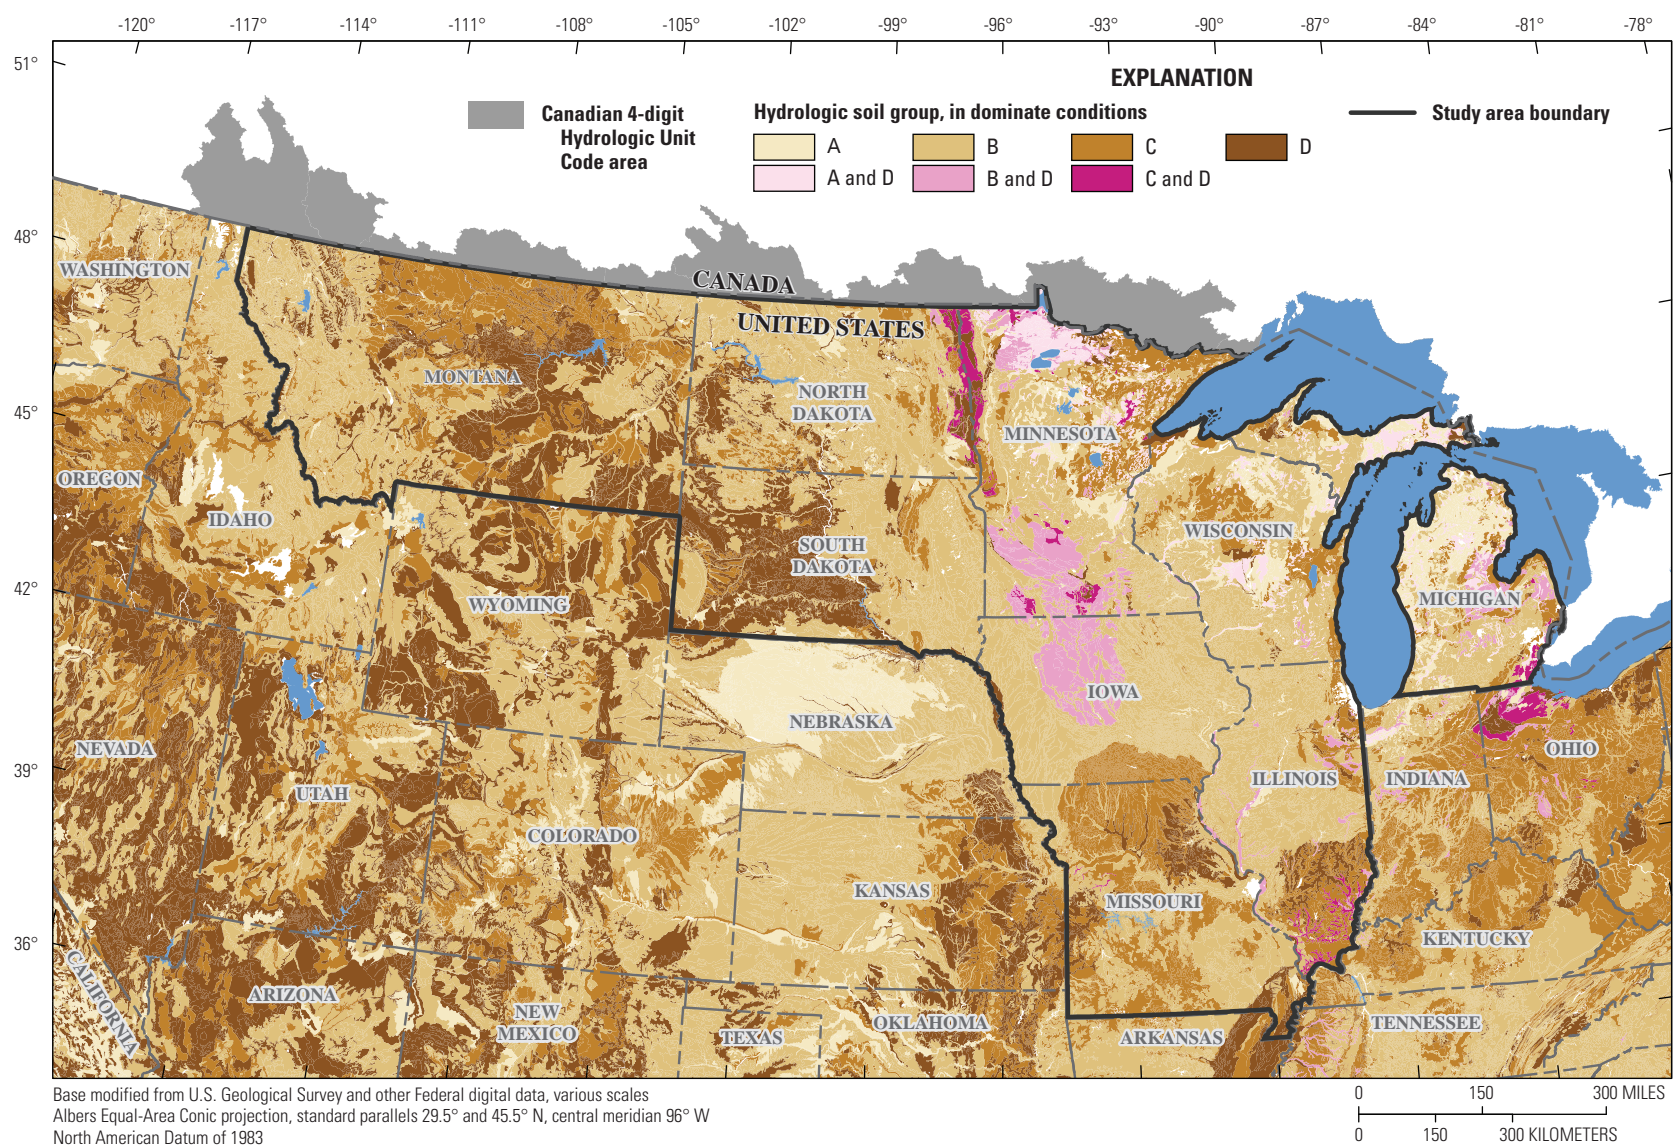 -120° -117° -114° -111° -108° -105° -102° -99° -96° -93° -90° -87° -84° -81° -78°
51°
48°
45°
42°
39°
36°
EXPLANATION
Canadian 4-digit
Hydrologic Unit
Code area
Hydrologic soil group, in dominate conditions
A
B
C
D
A and D
B and D
C and D
Study area boundary
CANADA
UNITED STATES
WASHINGTON
MONTANA
NORTH
DAKOTA
MINNESOTA
OREGON
IDAHO
WISCONSIN
SOUTH
DAKOTA
WYOMING
MICHIGAN
IOWA
NEBRASKA
NEVADA
UTAH
ILLINOIS
INDIANA
OHIO
COLORADO
KANSAS
MISSOURI
KENTUCKY
CALIFORNIA
ARIZONA
NEW
MEXICO
TEXAS
OKLAHOMA
ARKANSAS
TENNESSEE
Base modified from U.S. Geological Survey and other Federal digital data, various scales
Albers Equal-Area Conic projection, standard parallels 29.5° and 45.5° N, central meridian 96° W
North American Datum of 1983
0 150 300 MILES
0 150 300 KILOMETERS